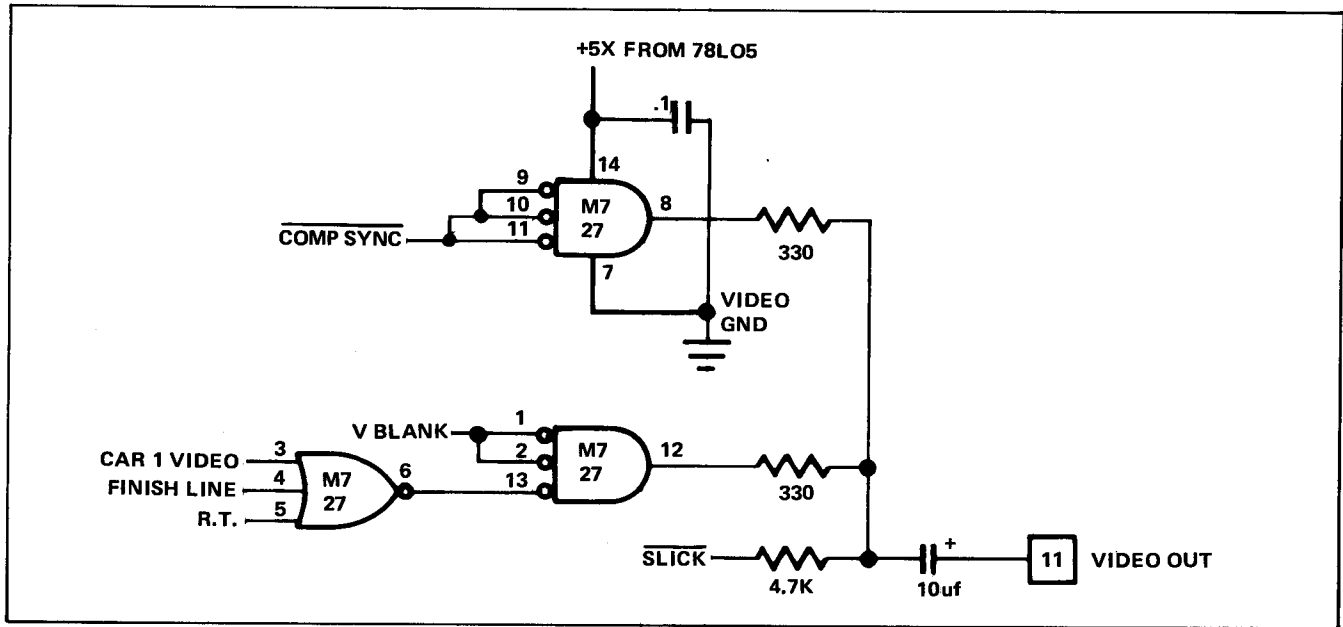 +5X FROM 78LO5
.1
14
9
10
11
M7
27
8
COMP SYNC
7
330
VIDEO
GND
V BLANK
1
2
13
M7
27
12
330
CAR 1 VIDEO
FINISH LINE
R.T.
3
4
5
M7
27
6
SLICK
4.7K
+
10uf
11
VIDEO OUT